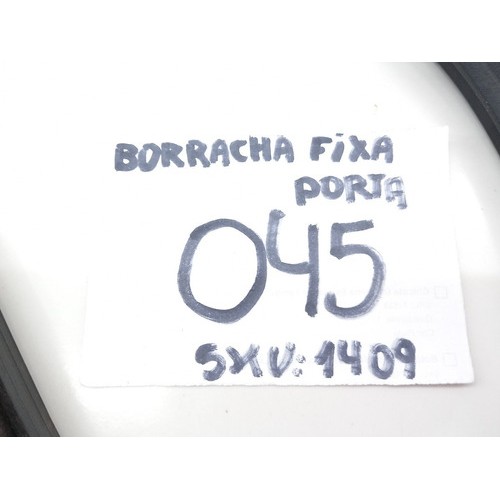 BORRACHA FIXA
PORTA
045
SKU: 1409